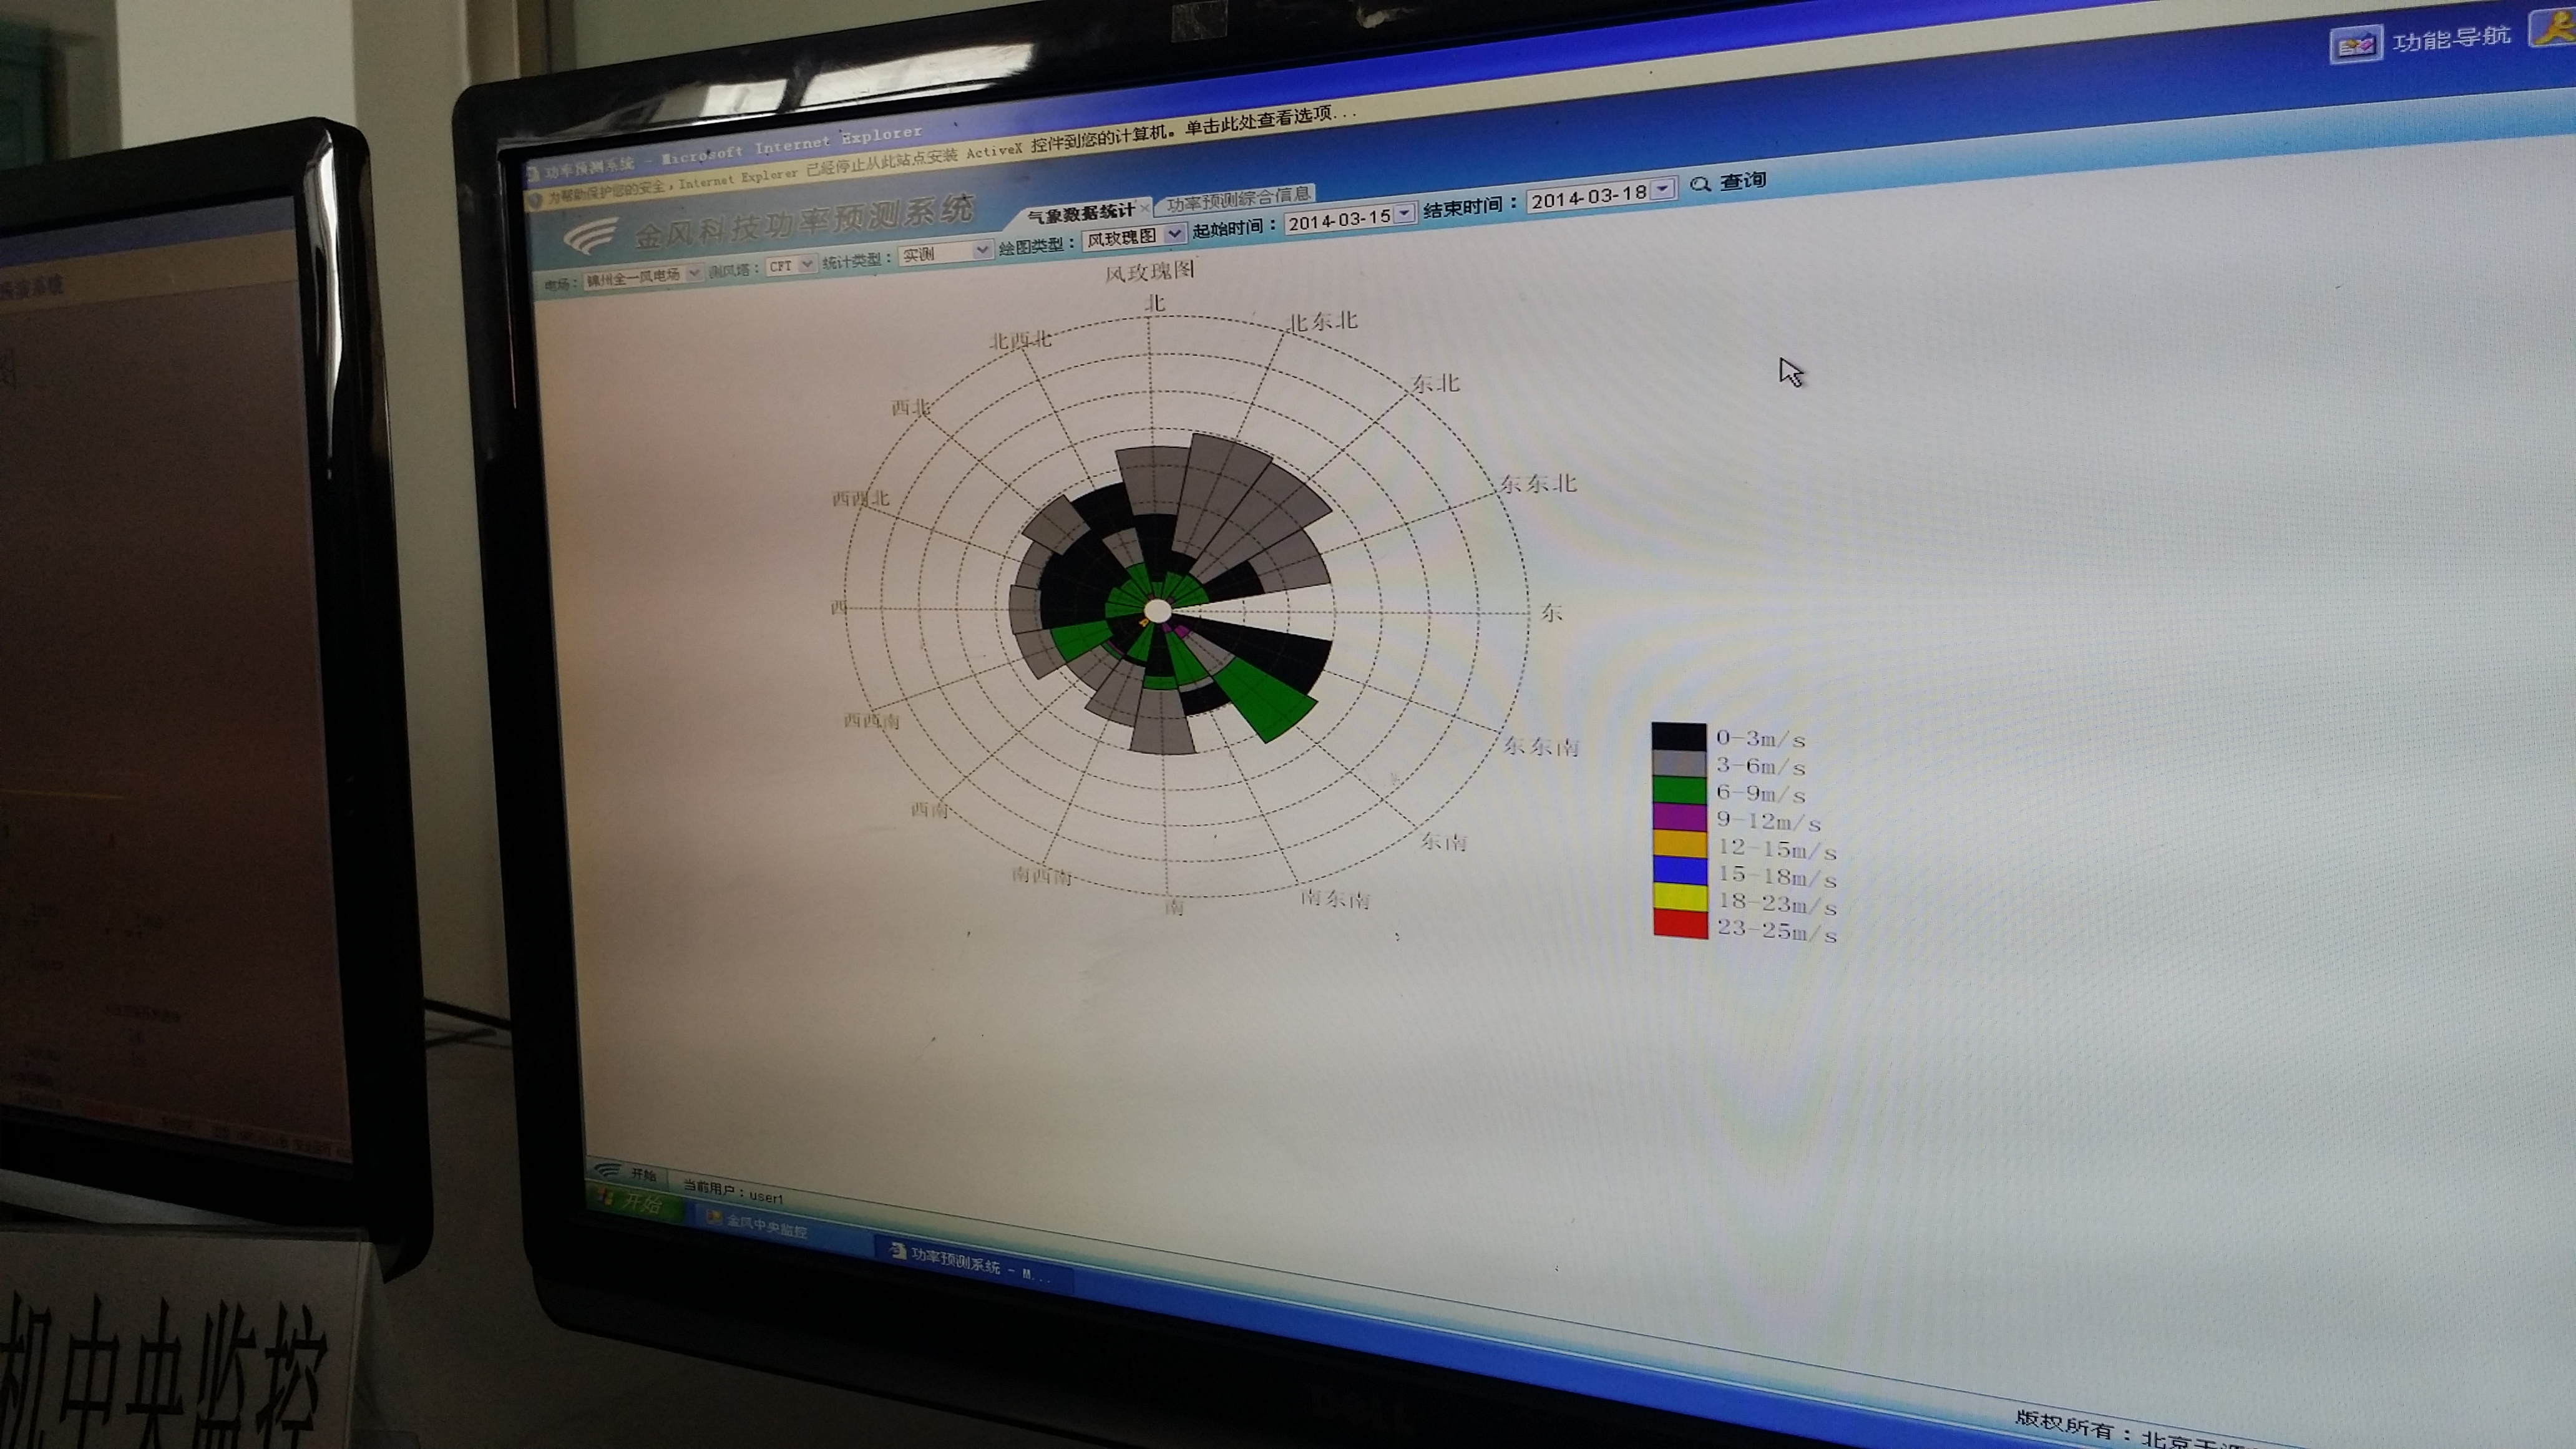 功能导航
功率预测系统 - Microsoft Internet Explorer
为帮助保护您的安全，Internet Explorer 已经停止从此站点安装 ActiveX 控件到您的计算机。单击此处查看选项...
金风科技功率预测系统
气象数据统计 × 功率预测综合信息
电场： 锦州全一风电场 测风塔： CFT 统计类型： 实测 绘图类型： 风玫瑰图 起始时间： 2014-03-15 结束时间： 2014-03-18 查询
风玫瑰图
北
北东北
东北
东东北
东
东东南
东南
南东南
南
南西南
西南
西西南
西
西西北
西北
北西北
0-3m/s
3-6m/s
6-9m/s
9-12m/s
12-15m/s
15-18m/s
18-23m/s
23-25m/s
开始 当前用户：user1
开始 金风中央监控 功率预测系统 - M...
版权所有：北京天源
机中央监控